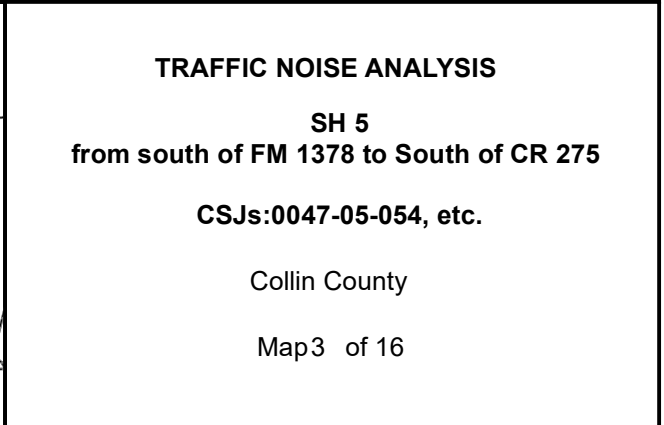 TRAFFIC NOISE ANALYSIS
SH 5
from south of FM 1378 to South of CR 275
CSJs:0047-05-054, etc.
Collin County
Map3 of 16